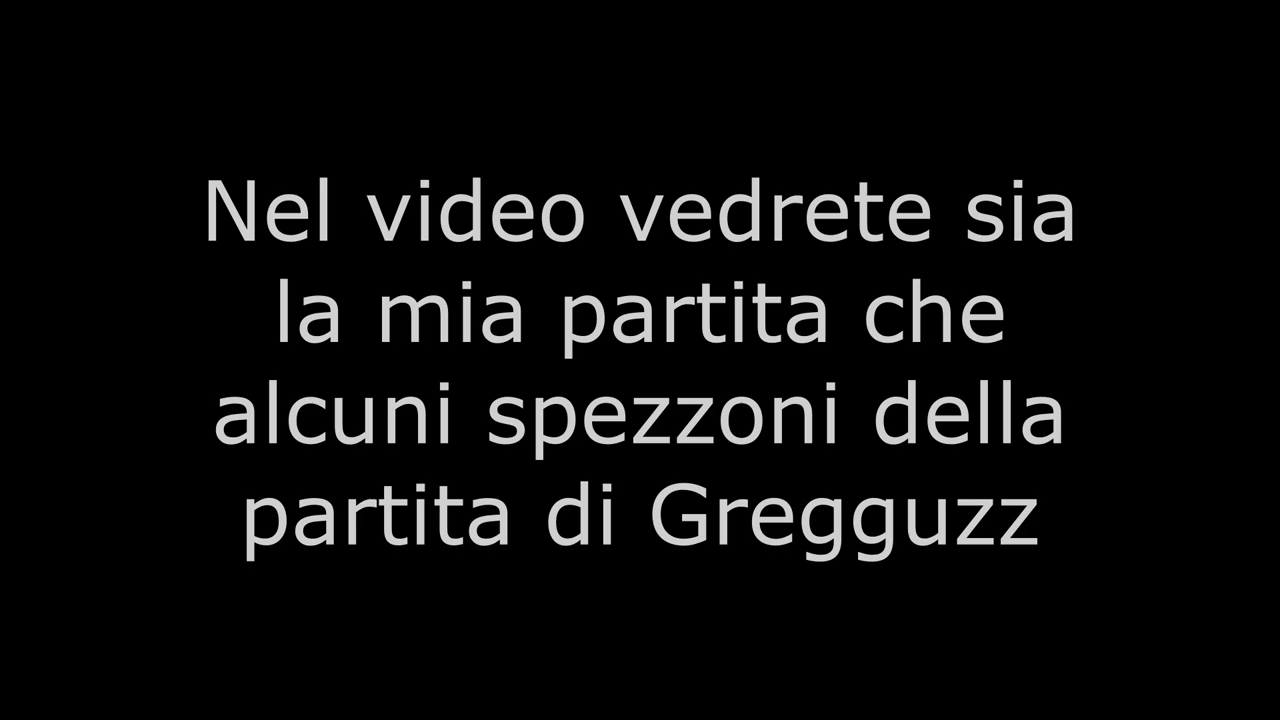 Nel video vedrete sia
la mia partita che
alcuni spezzoni della
partita di Gregguzz